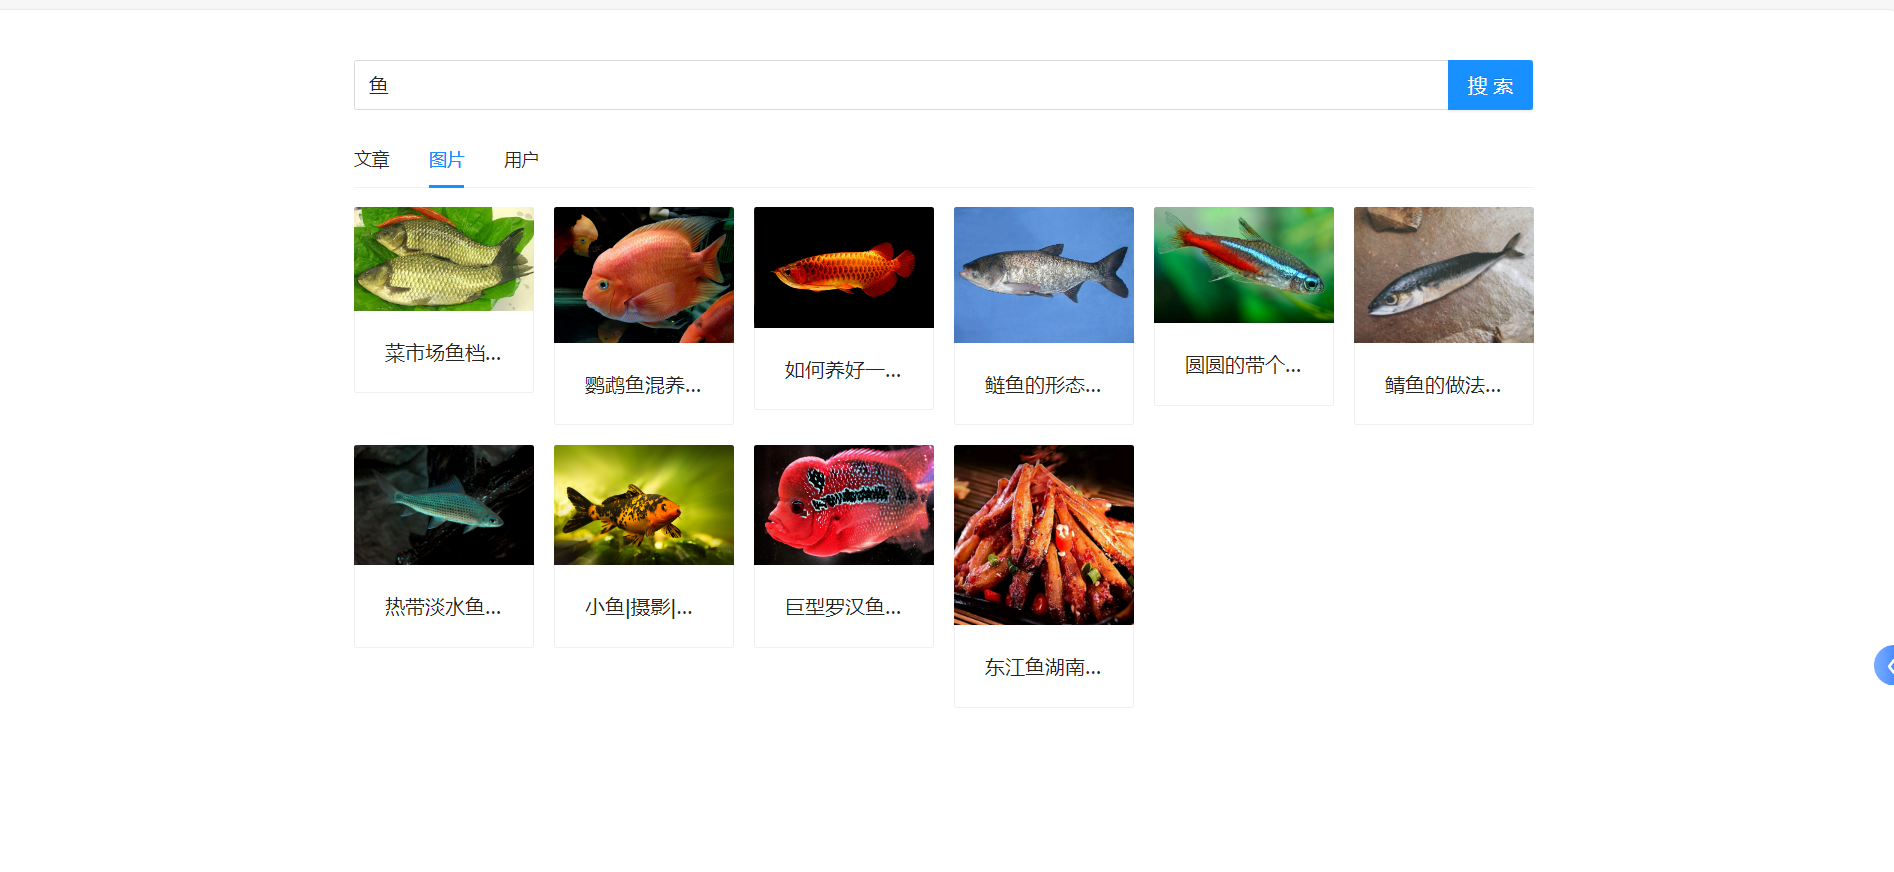 鱼
搜 索
文章 图片 用户
菜市场鱼档...
鹦鹉鱼混养...
如何养好一...
鲢鱼的形态...
圆圆的带个...
鲭鱼的做法...
热带淡水鱼...
小鱼|摄影|...
巨型罗汉鱼...
东江鱼湖南...